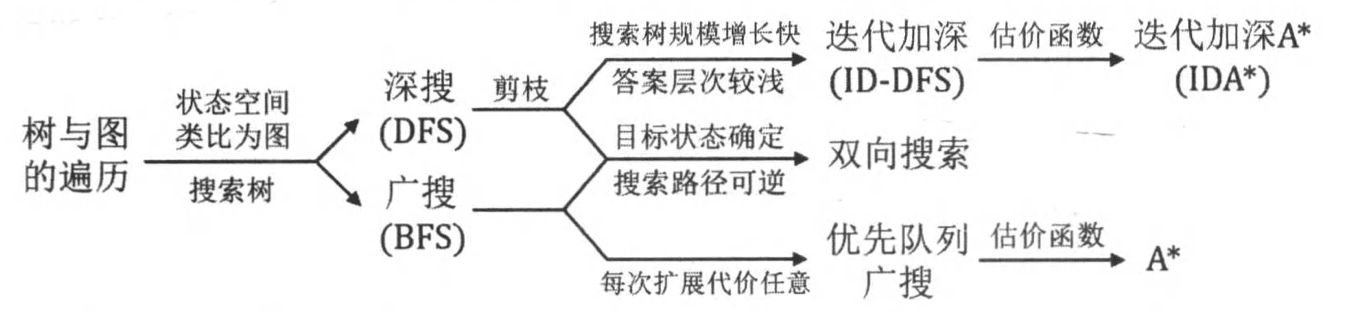 树与图
的遍历
状态空间
类比为图
搜索树
深搜
(DFS)
剪枝
广搜
(BFS)
搜索树规模增长快
答案层次较浅
迭代加深
(ID-DFS)
估价函数
迭代加深A*
(IDA*)
目标状态确定
搜索路径可逆
双向搜索
每次扩展代价任意
优先队列
广搜
估价函数
A*